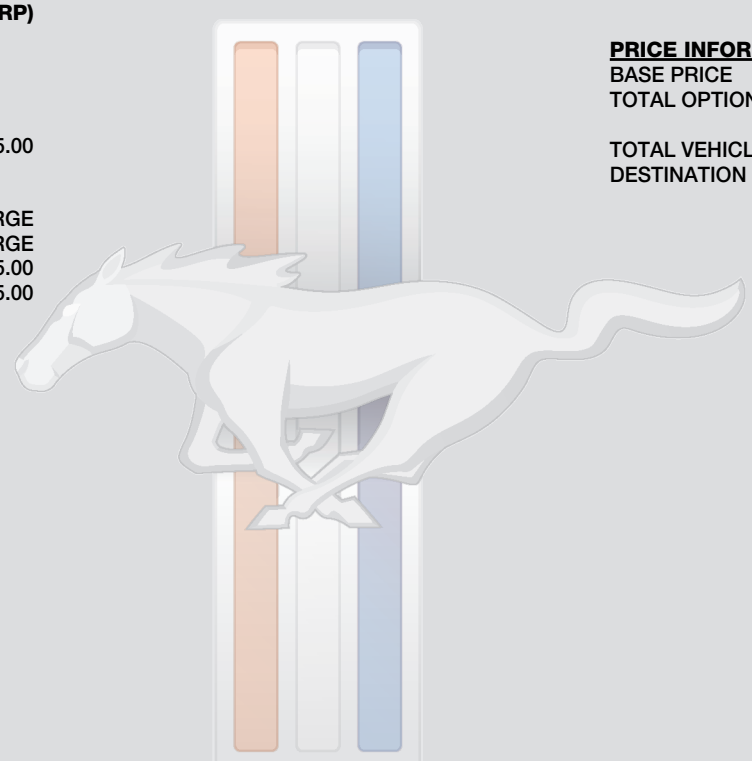 RP)
5.00
RGE
RGE
5.00
5.00
PRICE INFOR
BASE PRICE
TOTAL OPTION
TOTAL VEHICL
DESTINATION